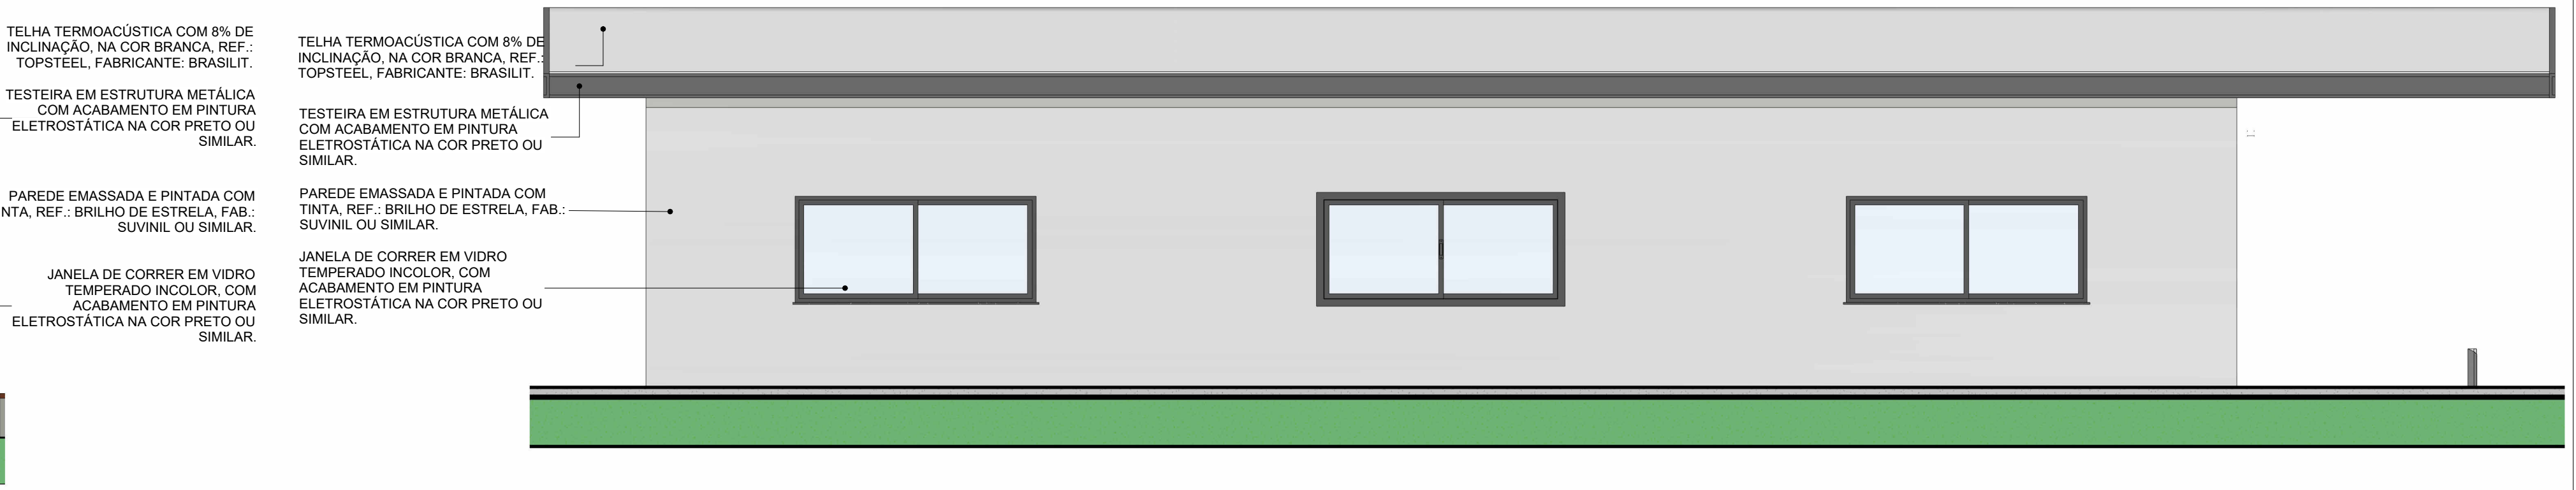 TELHA TERMOACÚSTICA COM 8% DE
INCLINAÇÃO, NA COR BRANCA, REF.:
TOPSTEEL, FABRICANTE: BRASILIT.
TESTEIRA EM ESTRUTURA METÁLICA
COM ACABAMENTO EM PINTURA
ELETROSTÁTICA NA COR PRETO OU
SIMILAR.
PAREDE EMASSADA E PINTADA COM
NTA, REF.: BRILHO DE ESTRELA, FAB.:
SUVINIL OU SIMILAR.
JANELA DE CORRER EM VIDRO
TEMPERADO INCOLOR, COM
ACABAMENTO EM PINTURA
ELETROSTÁTICA NA COR PRETO OU
SIMILAR.
TELHA TERMOACÚSTICA COM 8% DE
INCLINAÇÃO, NA COR BRANCA, REF.:
TOPSTEEL, FABRICANTE: BRASILIT.
TESTEIRA EM ESTRUTURA METÁLICA
COM ACABAMENTO EM PINTURA
ELETROSTÁTICA NA COR PRETO OU
SIMILAR.
PAREDE EMASSADA E PINTADA COM
TINTA, REF.: BRILHO DE ESTRELA, FAB.:
SUVINIL OU SIMILAR.
JANELA DE CORRER EM VIDRO
TEMPERADO INCOLOR, COM
ACABAMENTO EM PINTURA
ELETROSTÁTICA NA COR PRETO OU
SIMILAR.